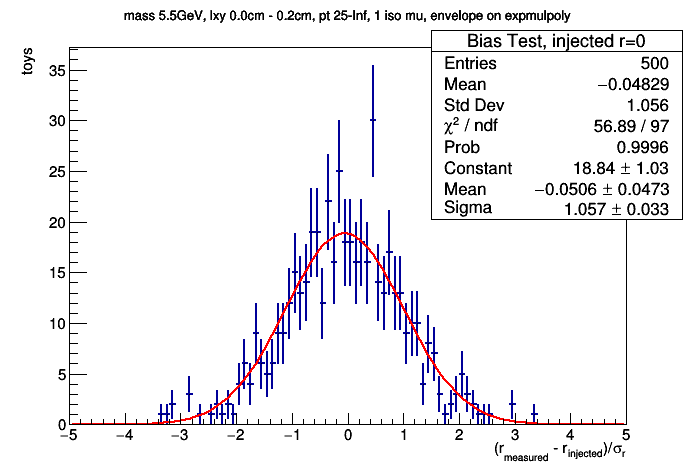 mass 5.5GeV, lxy 0.0cm - 0.2cm, pt 25-Inf, 1 iso mu, envelope on expmulpoly
Bias Test, injected r=0
Entries 500
Mean −0.04829
Std Dev 1.056
χ² / ndf 56.89 / 97
Prob 0.9996
Constant 18.84 ± 1.03
Mean −0.0506 ± 0.0473
Sigma 1.057 ± 0.033
toys
35
30
25
20
15
10
5
0
−5 −4 −3 −2 −1 0 1 2 3 4 5
(r_measured - r_injected)/σ_r